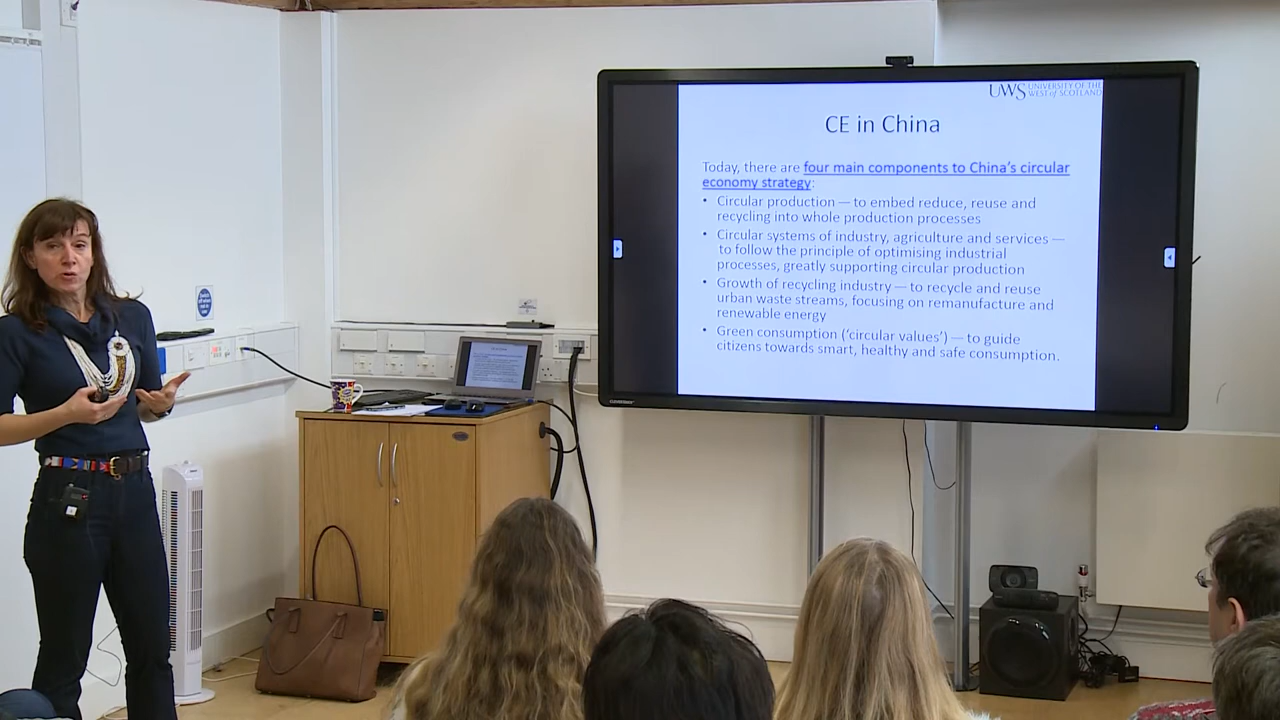 UWS UNIVERSITY OF THE
WEST of SCOTLAND
CE in China
Today, there are four main components to China's circular
economy strategy:
• Circular production — to embed reduce, reuse and
recycling into whole production processes
• Circular systems of industry, agriculture and services —
to follow the principle of optimising industrial
processes, greatly supporting circular production
• Growth of recycling industry — to recycle and reuse
urban waste streams, focusing on remanufacture and
renewable energy
• Green consumption ('circular values') — to guide
citizens towards smart, healthy and safe consumption.